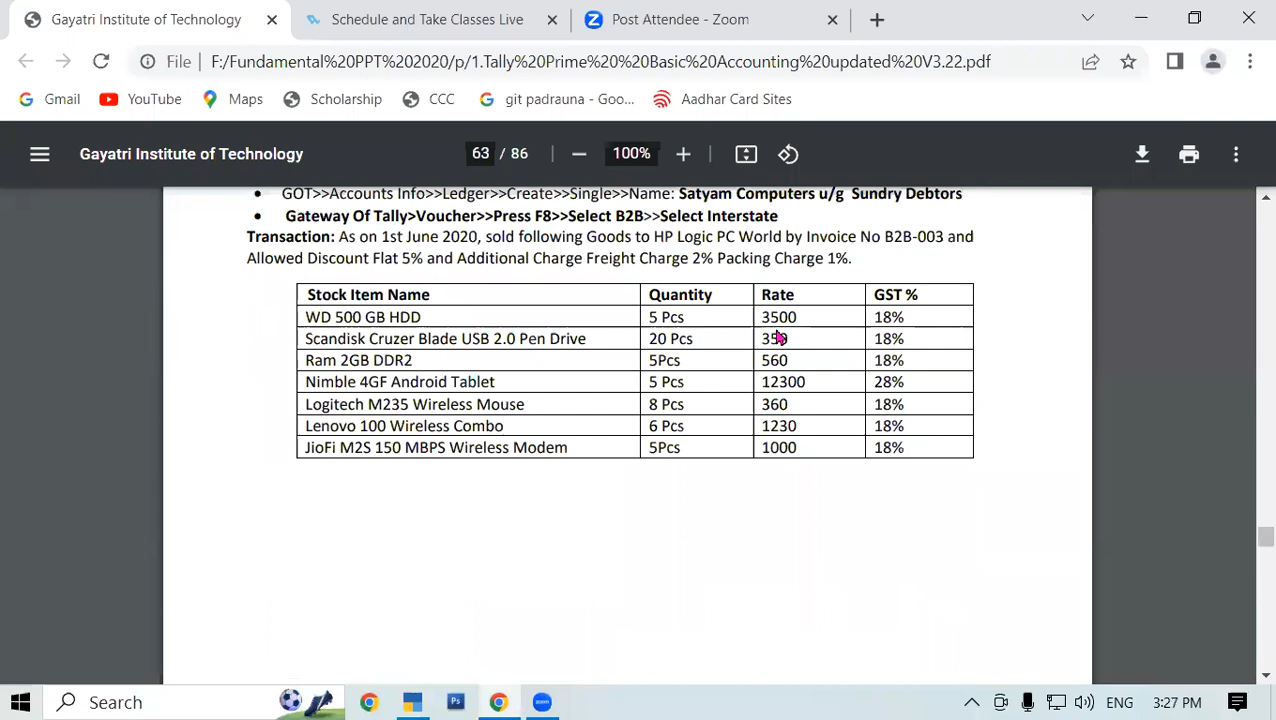 Gayatri Institute of Technology
Schedule and Take Classes Live
Post Attendee - Zoom
File F:/Fundamental%20PPT%202020/p/1.Tally%20Prime%20%20Basic%20Accounting%20updated%20V3.22.pdf
Gmail YouTube Maps Scholarship CCC git padrauna - Goo... Aadhar Card Sites
Gayatri Institute of Technology 63 / 86 100%
• GOT>>Accounts Info>>Ledger>>Create>>Single>>Name: Satyam Computers u/g Sundry Debtors
• Gateway Of Tally>Voucher>>Press F8>>Select B2B>>Select Interstate
Transaction: As on 1st June 2020, sold following Goods to HP Logic PC World by Invoice No B2B-003 and
Allowed Discount Flat 5% and Additional Charge Freight Charge 2% Packing Charge 1%.
Stock Item Name Quantity Rate GST %
WD 500 GB HDD 5 Pcs 3500 18%
Scandisk Cruzer Blade USB 2.0 Pen Drive 20 Pcs 18%
Ram 2GB DDR2 5Pcs 560 18%
Nimble 4GF Android Tablet 5 Pcs 12300 28%
Logitech M235 Wireless Mouse 8 Pcs 360 18%
Lenovo 100 Wireless Combo 6 Pcs 1230 18%
JioFi M2S 150 MBPS Wireless Modem 5Pcs 1000 18%
Search
Ps
zoom
ENG 3:27 PM